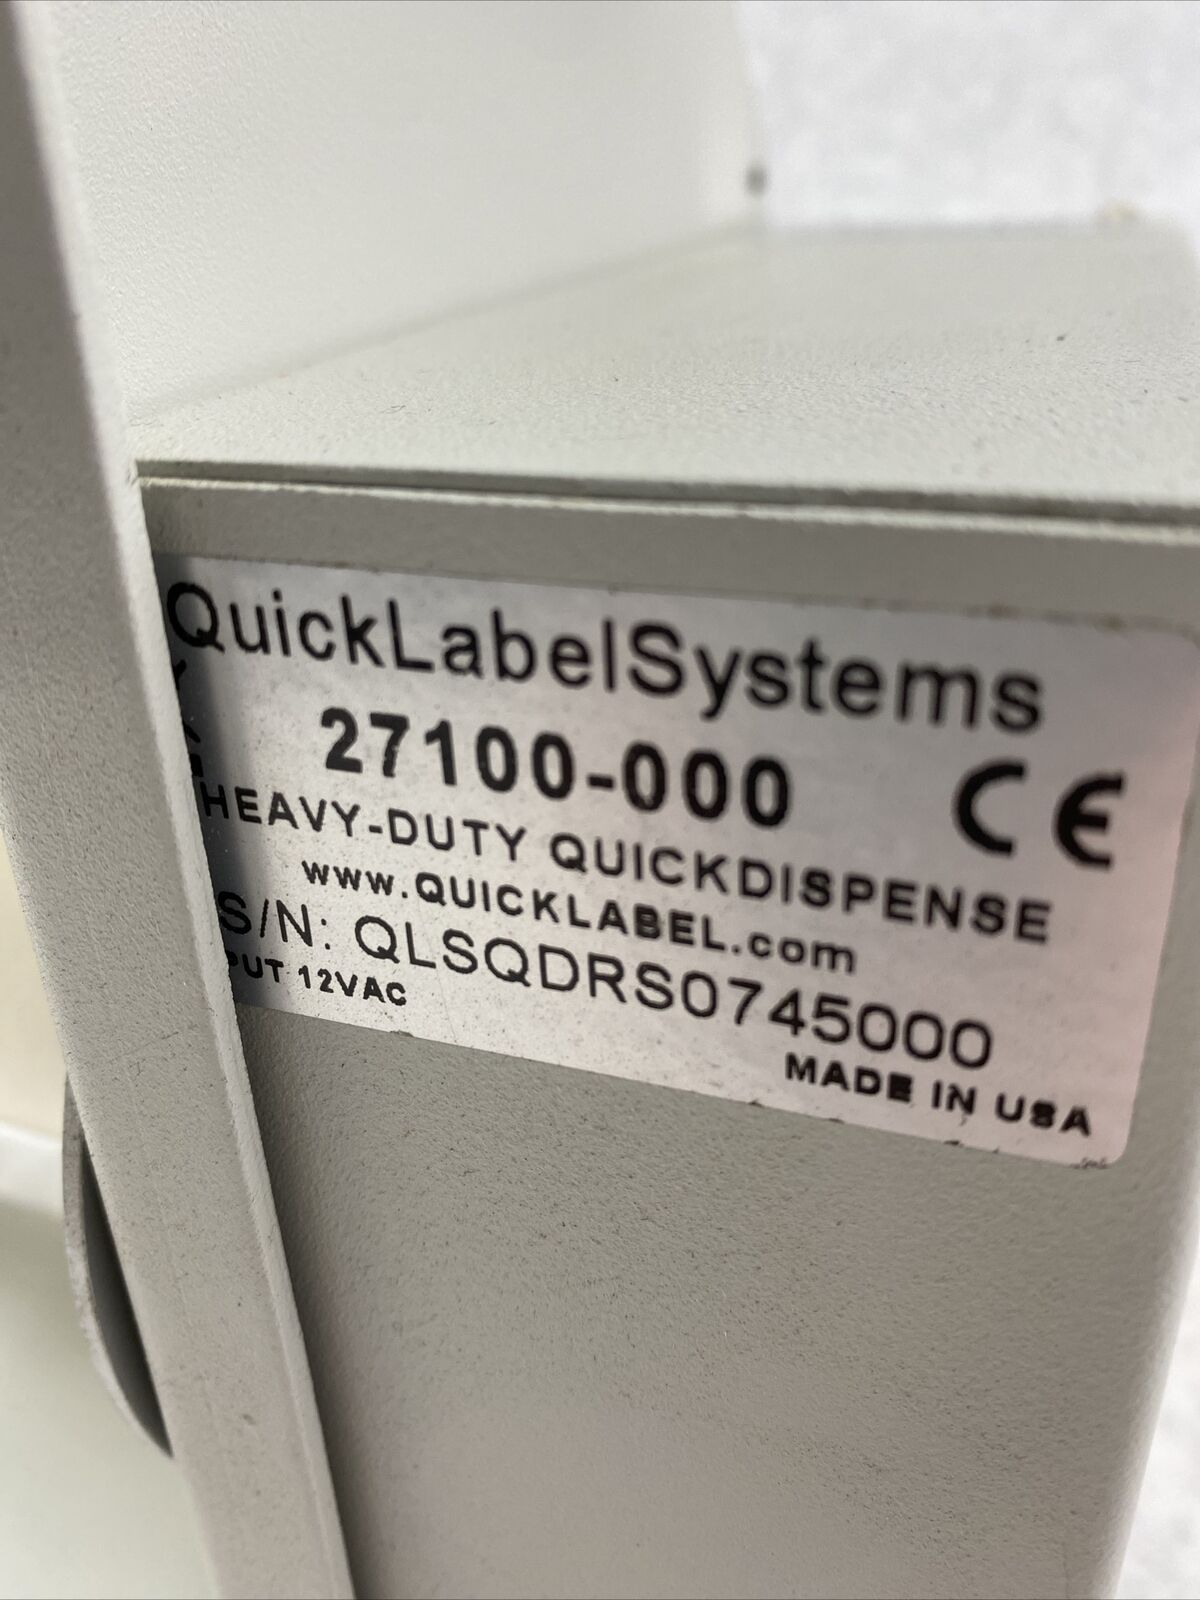 QuickLabelSystems
27100-000 CE
HEAVY-DUTY QUICKDISPENSE
www.QUICKLABEL.com
S/N: QLSQDRS0745000
PUT 12VAC
MADE IN USA